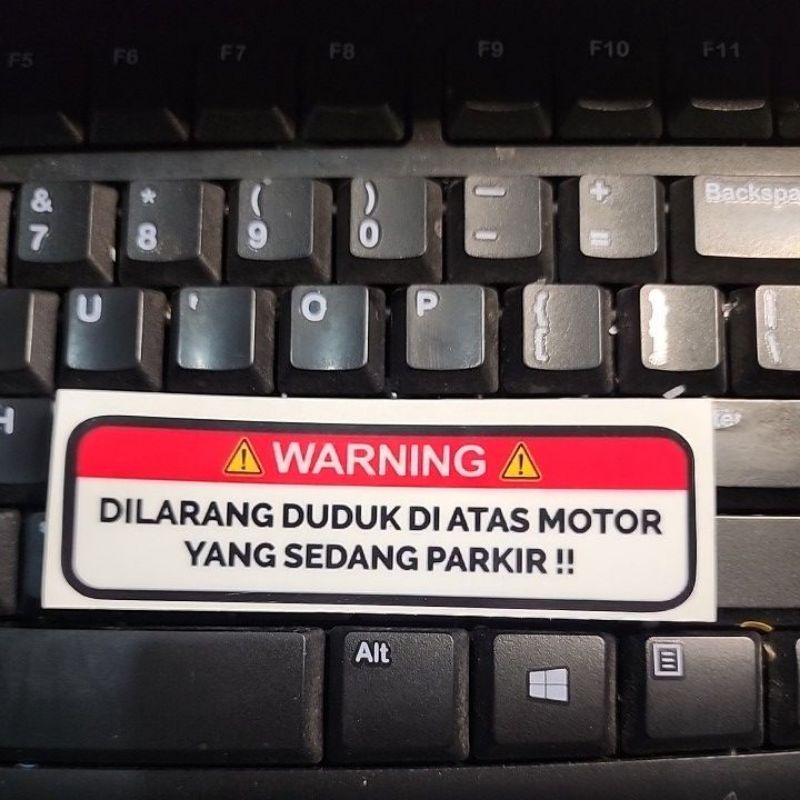 F5 F6 F7 F8 F9 F10 F11
& * ( ) — +
7 8 9 0 - =
Backspa
U ' O P
H
WARNING
DILARANG DUDUK DI ATAS MOTOR
YANG SEDANG PARKIR !!
Alt